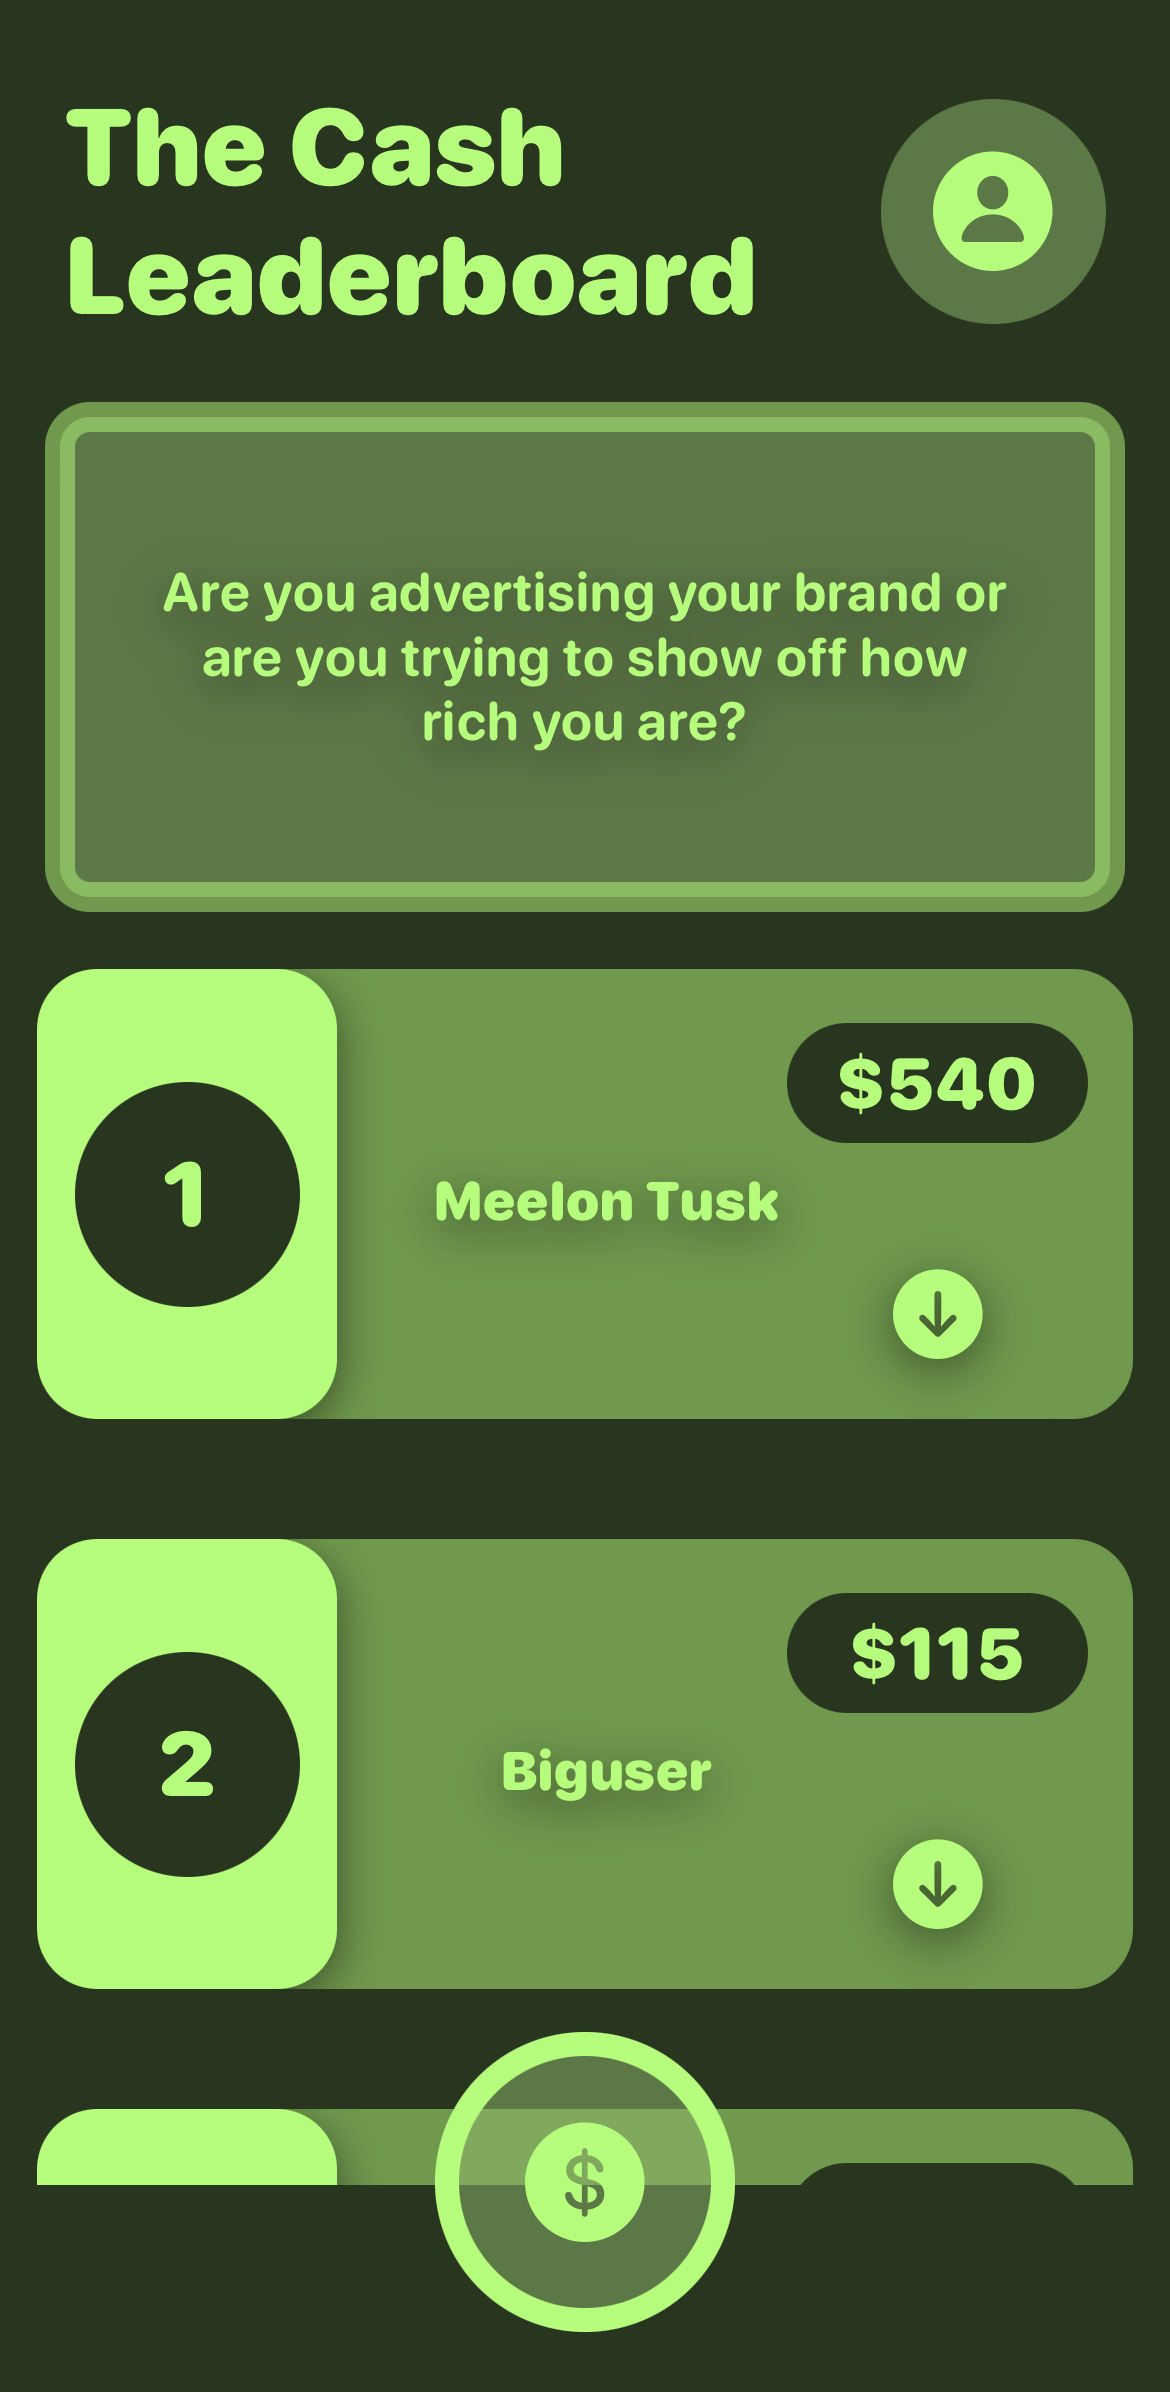 The Cash
Leaderboard
Are you advertising your brand or
are you trying to show off how
rich you are?
$540
1
Meelon Tusk
$115
2
Biguser
$